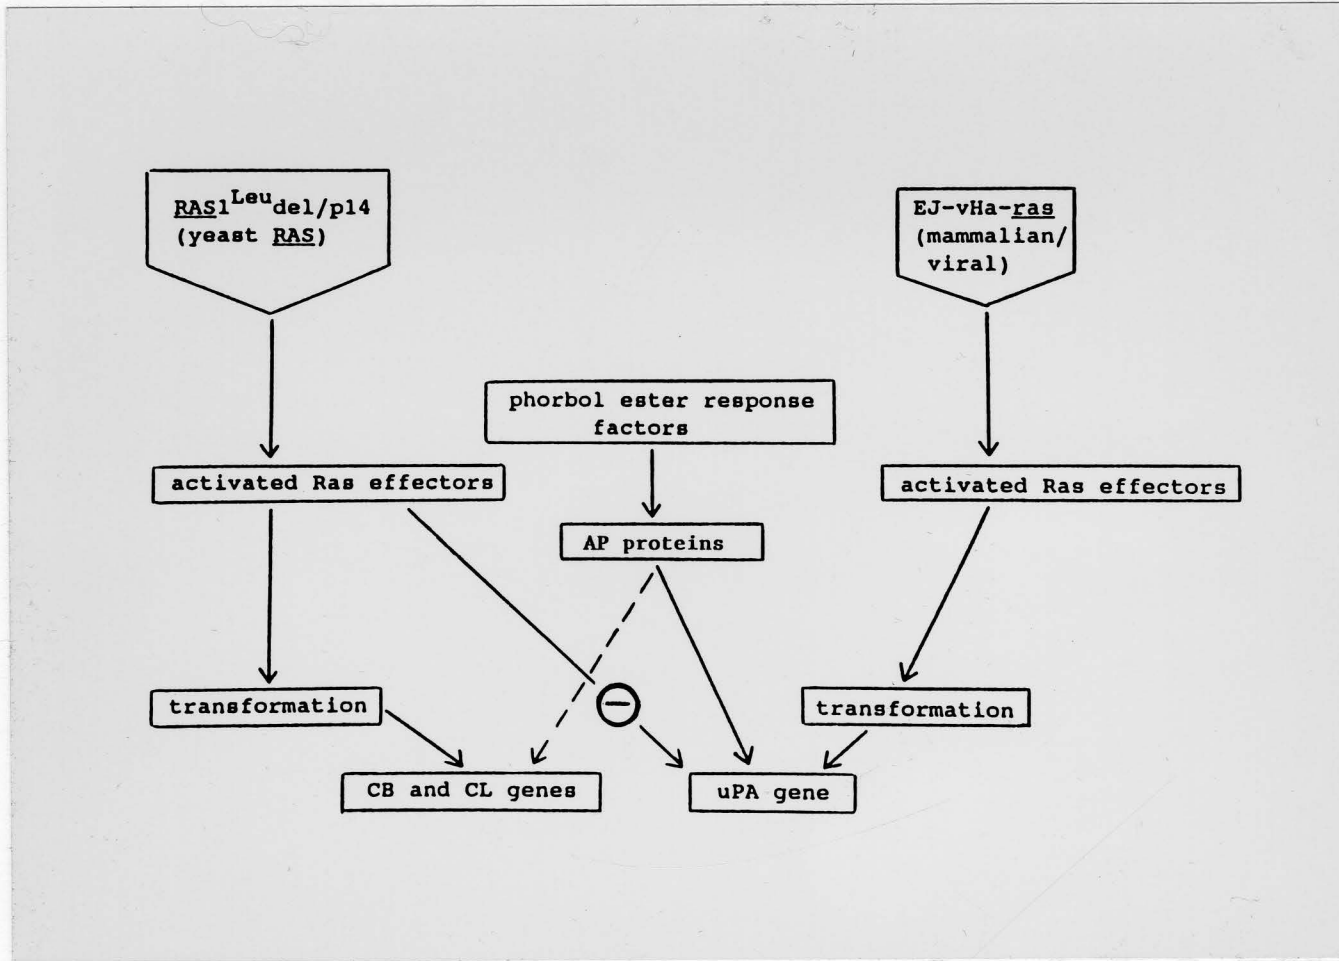 RAS1Leudel/p14
(yeast RAS)
EJ-vHa-ras
(mammalian/
viral)
phorbol ester response
factors
activated Ras effectors
activated Ras effectors
AP proteins
transformation
transformation
−
CB and CL genes
uPA gene